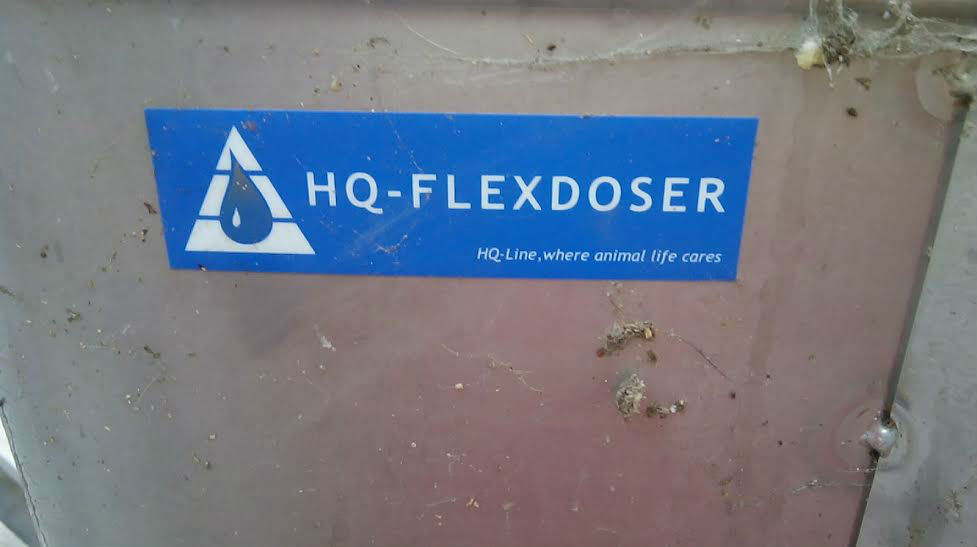 HQ-FLEXDOSER
HQ-Line,where animal life cares